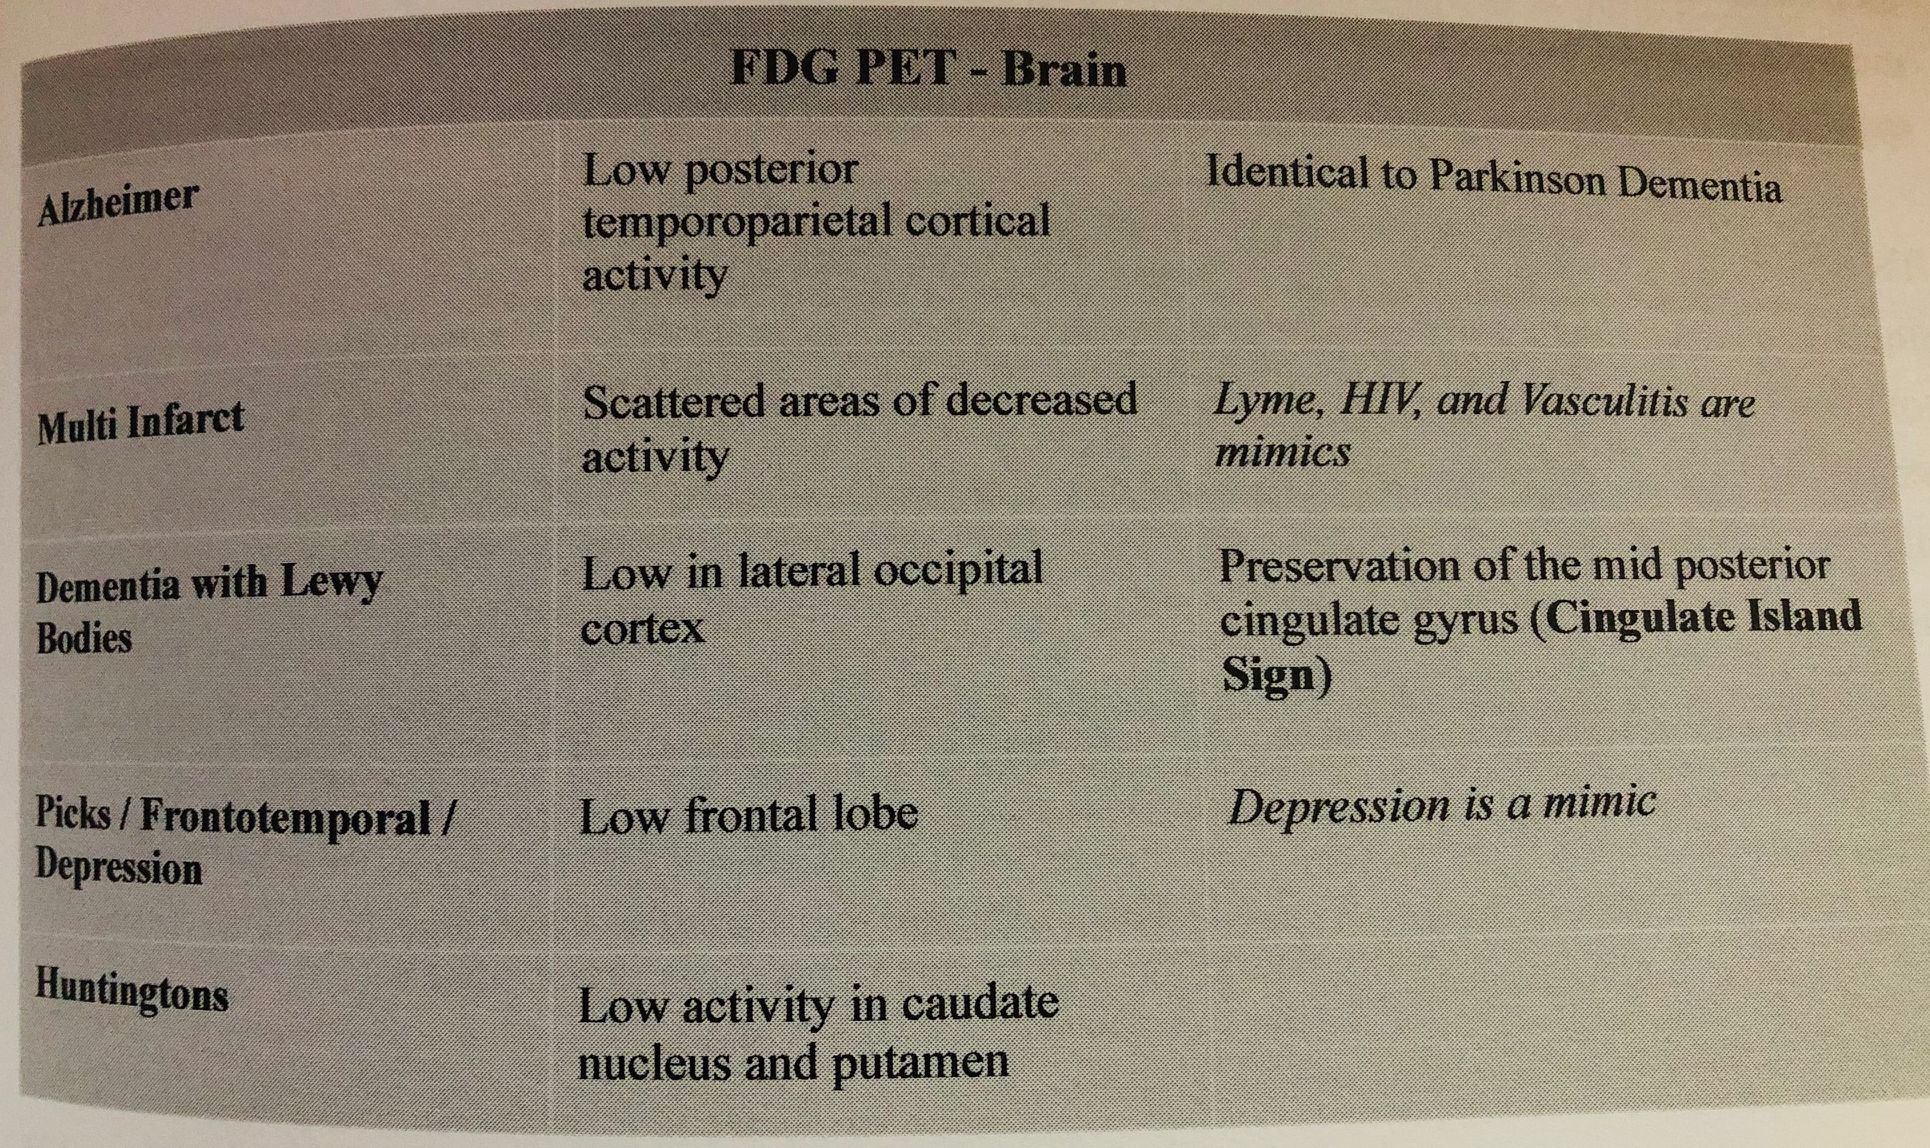 FDG PET - Brain
Alzheimer
Low posterior
temporoparietal cortical
activity
Identical to Parkinson Dementia
Multi Infarct
Scattered areas of decreased
activity
Lyme, HIV, and Vasculitis are
mimics
Dementia with Lewy
Bodies
Low in lateral occipital
cortex
Preservation of the mid posterior
cingulate gyrus (Cingulate Island
Sign)
Picks / Frontotemporal /
Depression
Low frontal lobe
Depression is a mimic
Huntingtons
Low activity in caudate
nucleus and putamen